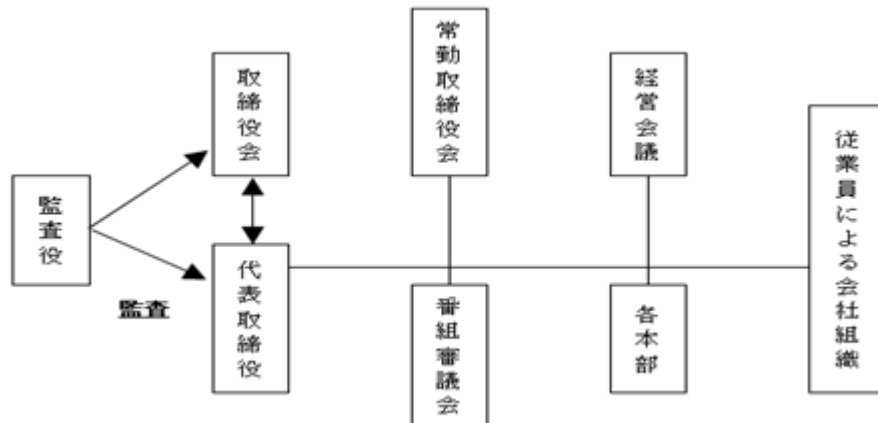 監査役
監査
取締役会
代表取締役
常勤取締役会
番組審議会
経営会議
各本部
従業員による会社組織